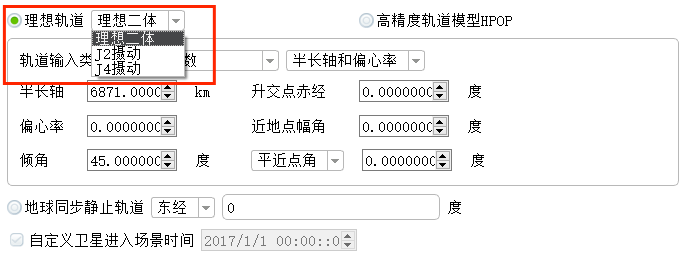 理想轨道 理想二体 高精度轨道模型HPOP
理想二体
J2摄动
J4摄动
轨道输入类 数 半长轴和偏心率
半长轴 6871.0000 km 升交点赤经 0.0000000 度
偏心率 0.0000000 近地点幅角 0.0000000 度
倾角 45.000000 度 平近点角 0.0000000 度
地球同步静止轨道 东经 0 度
自定义卫星进入场景时间 2017/1/1 00:00::0